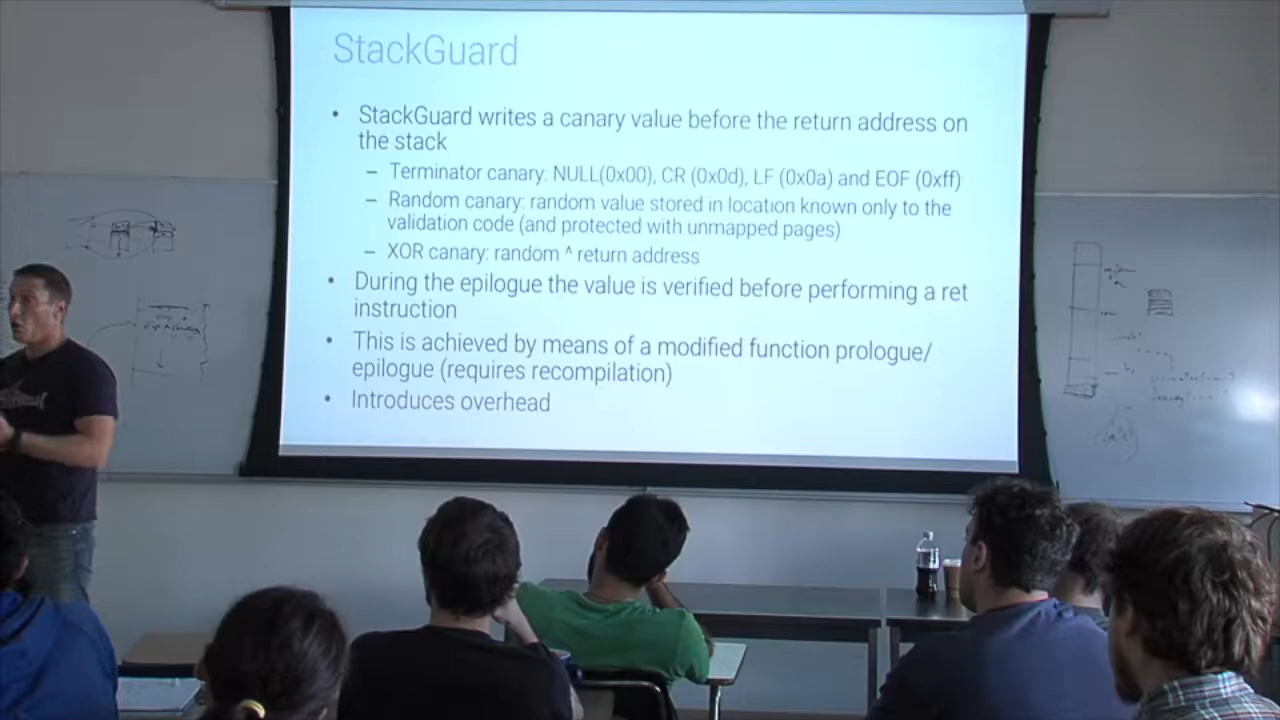 StackGuard
• StackGuard writes a canary value before the return address on
the stack
– Terminator canary: NULL(0x00), CR (0x0d), LF (0x0a) and EOF (0xff)
– Random canary: random value stored in location known only to the
validation code (and protected with unmapped pages)
– XOR canary: random ^ return address
• During the epilogue the value is verified before performing a ret
instruction
• This is achieved by means of a modified function prologue/
epilogue (requires recompilation)
• Introduces overhead